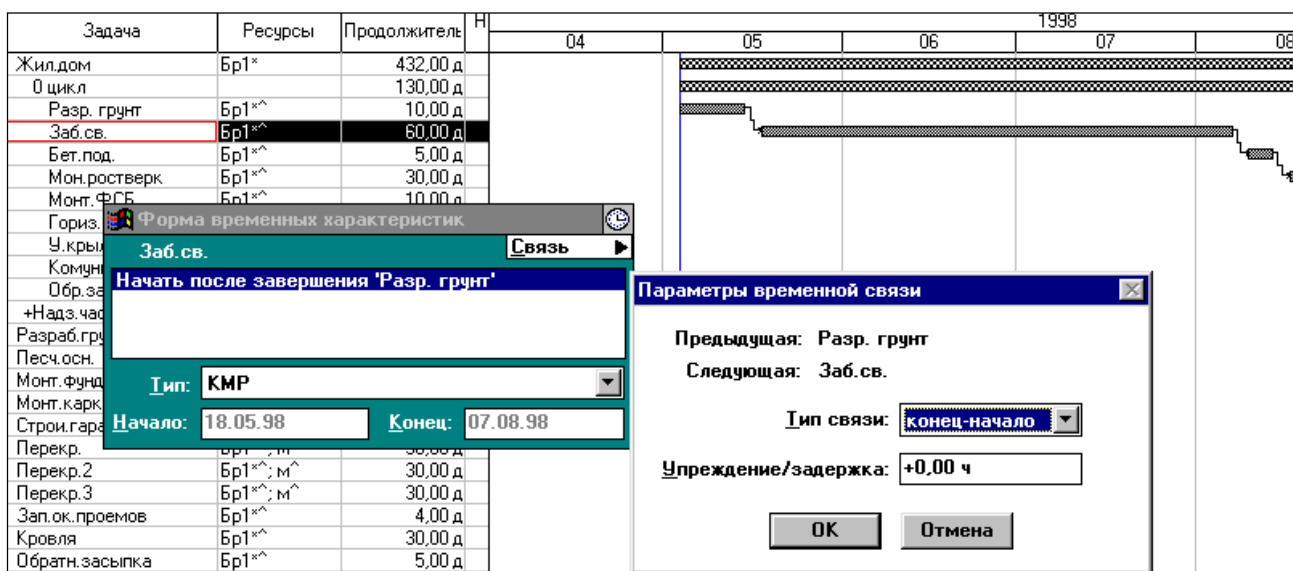 Задача Ресурсы Продолжитель Н 1998
04 05 06 07 08
Жил.дом Бр1* 432,00 д
0 цикл 130,00 д
Разр. грунт Бр1*^ 10,00 д
Заб.св. Бр1*^ 60,00 д
Бет.под. Бр1*^ 5,00 д
Мон.ростверк Бр1*^ 30,00 д
Монт.ФСБ Бр1*^ 10,00 д
Гориз.
У.кры
Комун
Обр.за
+Надз.час
Разраб.гру
Песч.осн.
Монт.фунд
Монт.карк
Строи.гара
Перекр. Бр1*^; м^ 30,00 д
Перекр.2 Бр1*^; м^ 30,00 д
Перекр.3 Бр1*^; м^ 30,00 д
Зап.ок.проемов Бр1*^ 4,00 д
Кровля Бр1*^ 30,00 д
Обратн.засыпка Бр1*^ 5,00 д
Форма временных характеристик
Заб.св. Связь
Начать после завершения 'Разр. грунт'
Тип: КМР
Начало: 18.05.98 Конец: 07.08.98
Параметры временной связи
Предыдущая: Разр. грунт
Следующая: Заб.св.
Тип связи: конец-начало
Упреждение/задержка: +0,00 ч
OK Отмена